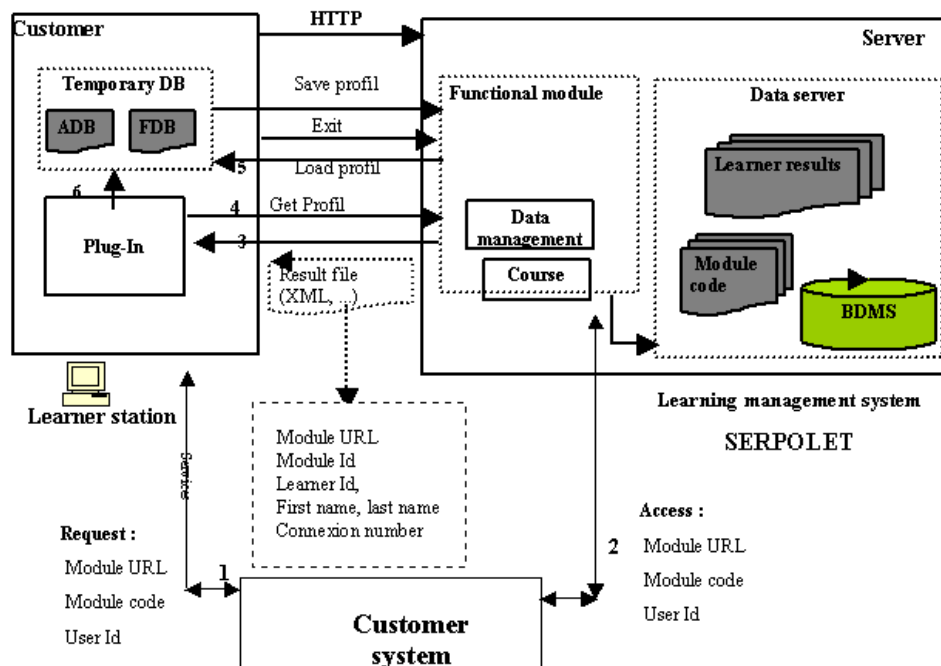 Customer
HTTP
Server
Temporary DB
ADB
FDB
Save profil
Exit
5
Load profil
6
4
Get Profil
3
Plug-In
Result file
(XML, ...)
Functional module
Data
management
Course
Data server
Learner results
Module
code
BDMS
Learner station
Learning management system
SERPOLET
Service
Module URL
Module Id
Learner Id,
First name, last name
Connexion number
Request :
Module URL
Module code
User Id
1
Access :
2
Module URL
Module code
User Id
Customer
system